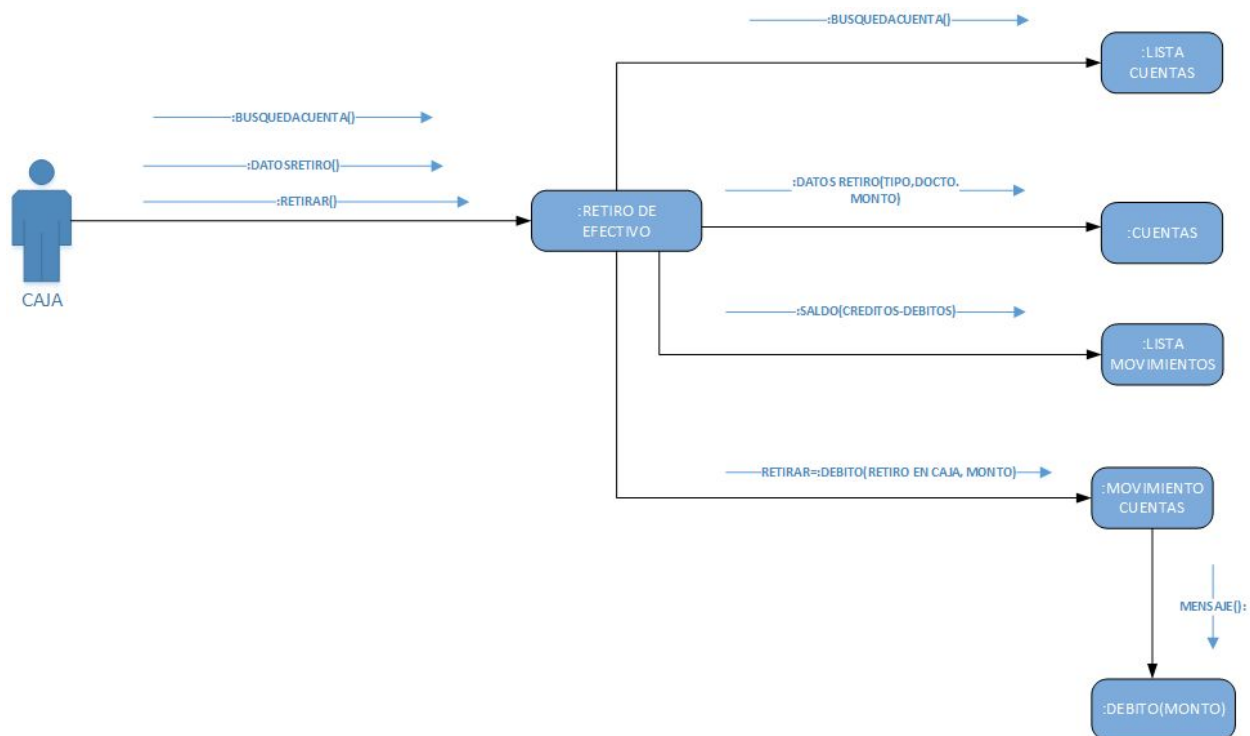 :BUSQUEDACUENTA()
:LISTA
CUENTAS
:BUSQUEDACUENTA()
:DATOSRETIRO()
:RETIRAR()
CAJA
:RETIRO DE
EFECTIVO
:DATOS RETIRO(TIPO,DOCTO.
MONTO)
:CUENTAS
:SALDO(CREDITOS-DEBITOS)
:LISTA
MOVIMIENTOS
RETIRAR=:DEBITO(RETIRO EN CAJA, MONTO)
:MOVIMIENTO
CUENTAS
MENSAJE():
:DEBITO(MONTO)